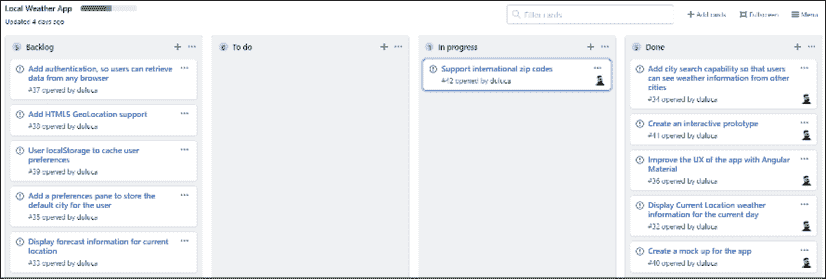 Local Weather App
Updated 4 days ago
Filter cards
Add cards
Fullscreen
Menu
5 Backlog
Add authentication, so users can retrieve
data from any browser
#37 opened by duluca
Add HTML5 GeoLocation support
#38 opened by duluca
User localStorage to cache user
preferences
#39 opened by duluca
Add a preferences pane to store the
default city for the user
#35 opened by duluca
Display forecast information for current
location
#33 opened by duluca
To do
In progress
Support international zip codes
#42 opened by duluca
5 Done
Add city search capability so that users
can see weather information from other
cities
#34 opened by duluca
Create an interactive prototype
#41 opened by duluca
Improve the UX of the app with Angular
Material
#36 opened by duluca
Display Current Location weather
information for the current day
#32 opened by duluca
Create a mock up for the app
#40 opened by duluca